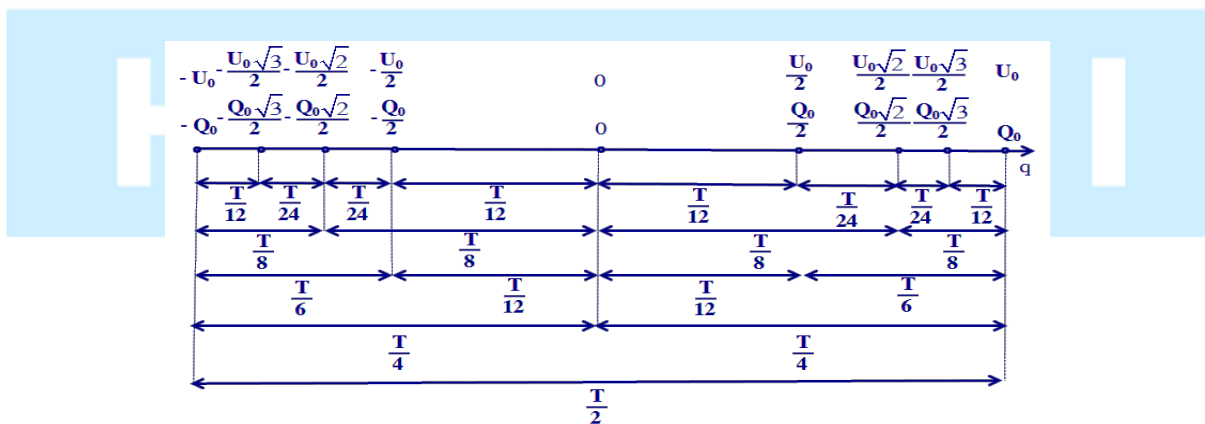 - U₀ -U₀√3/2 - U₀√2/2 -U₀/2 0 U₀/2 U₀√2/2 U₀√3/2 U₀
- Q₀ -Q₀√3/2 - Q₀√2/2 -Q₀/2 0 Q₀/2 Q₀√2/2 Q₀√3/2 Q₀
q
T/12 T/24 T/24 T/12 T/12 T/24 T/24 T/12
T/8 T/8 T/8 T/8
T/6 T/12 T/12 T/6
T/4 T/4
T/2